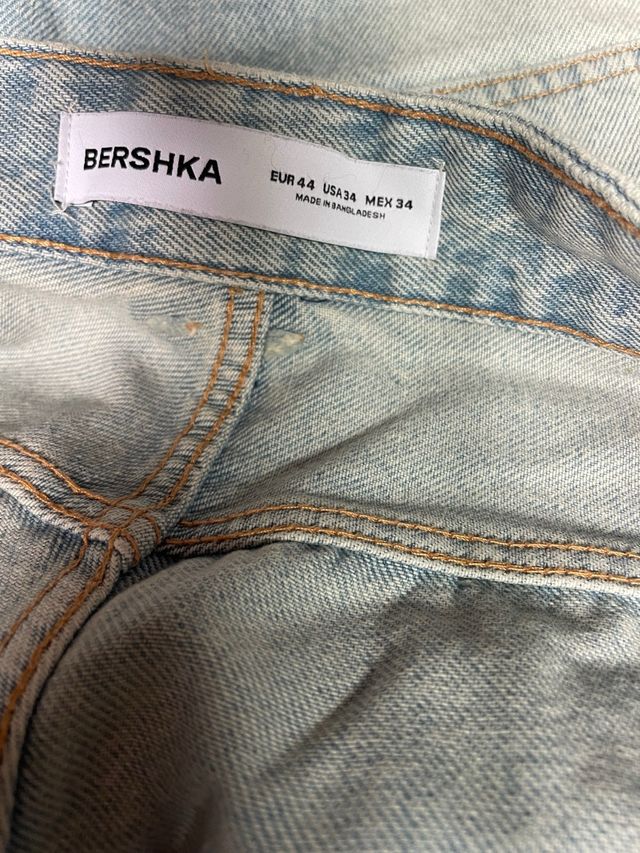 BERSHKA
EUR 44 USA 34 MEX 34
MADE IN BANGLADESH